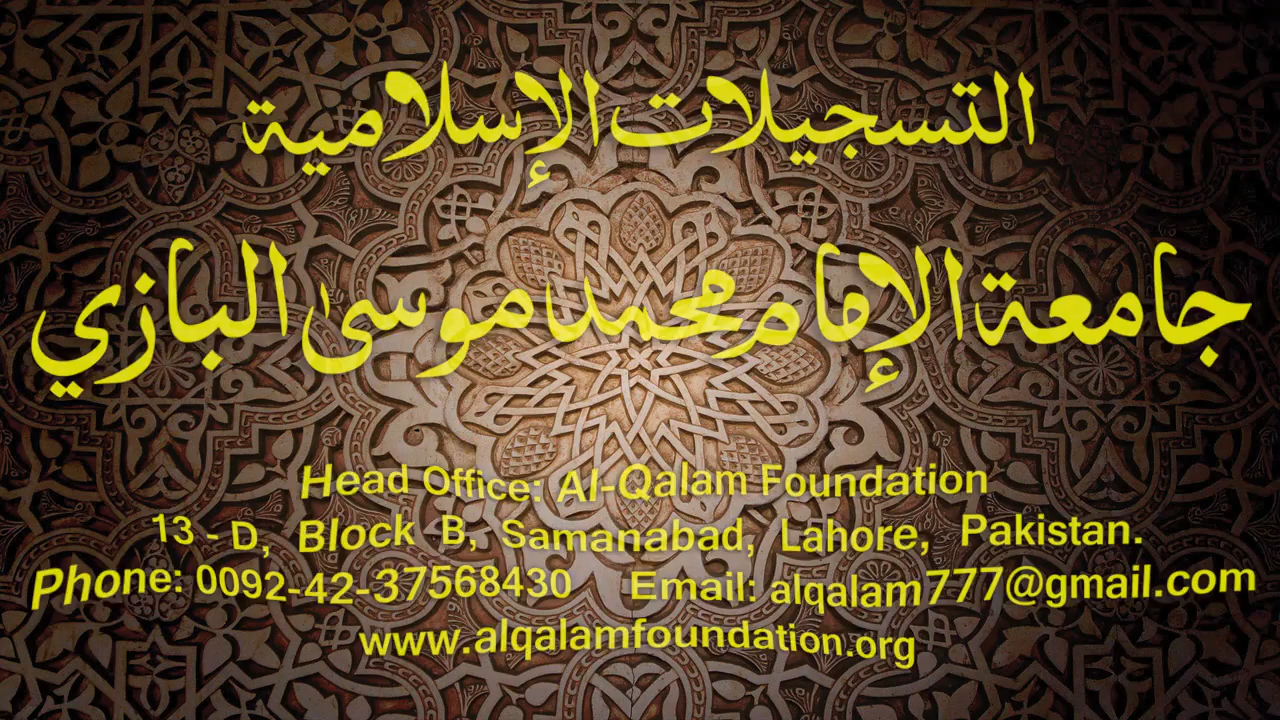 التسجيلات الإسلامية
جامعة الإمام محمد موسى البازي
Head Office: Al-Qalam Foundation
13 - D, Block B, Samanabad, Lahore, Pakistan.
Phone: 0092-42-37568430 Email: alqalam777@gmail.com
www.alqalamfoundation.org